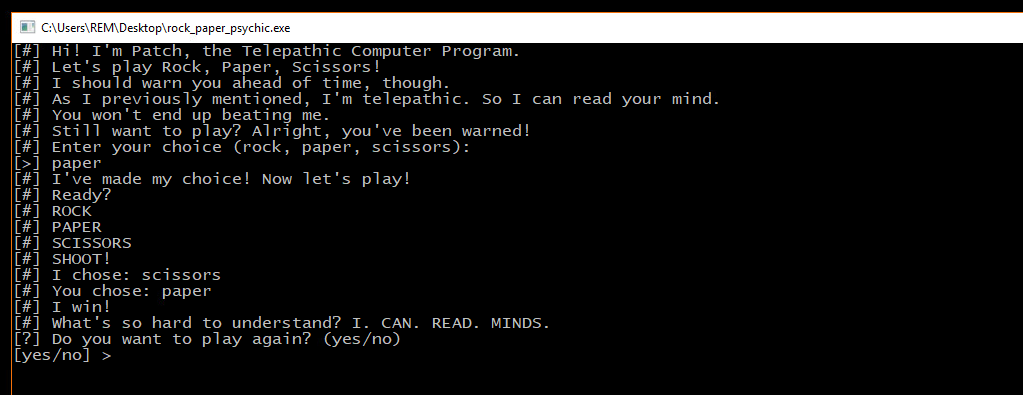 C:\Users\REM\Desktop\rock_paper_psychic.exe
[#] Hi! I'm Patch, the Telepathic Computer Program.
[#] Let's play Rock, Paper, Scissors!
[#] I should warn you ahead of time, though.
[#] As I previously mentioned, I'm telepathic. So I can read your mind.
[#] You won't end up beating me.
[#] Still want to play? Alright, you've been warned!
[#] Enter your choice (rock, paper, scissors):
[>] paper
[#] I've made my choice! Now let's play!
[#] Ready?
[#] ROCK
[#] PAPER
[#] SCISSORS
[#] SHOOT!
[#] I chose: scissors
[#] You chose: paper
[#] I win!
[#] What's so hard to understand? I. CAN. READ. MINDS.
[?] Do you want to play again? (yes/no)
[yes/no] >